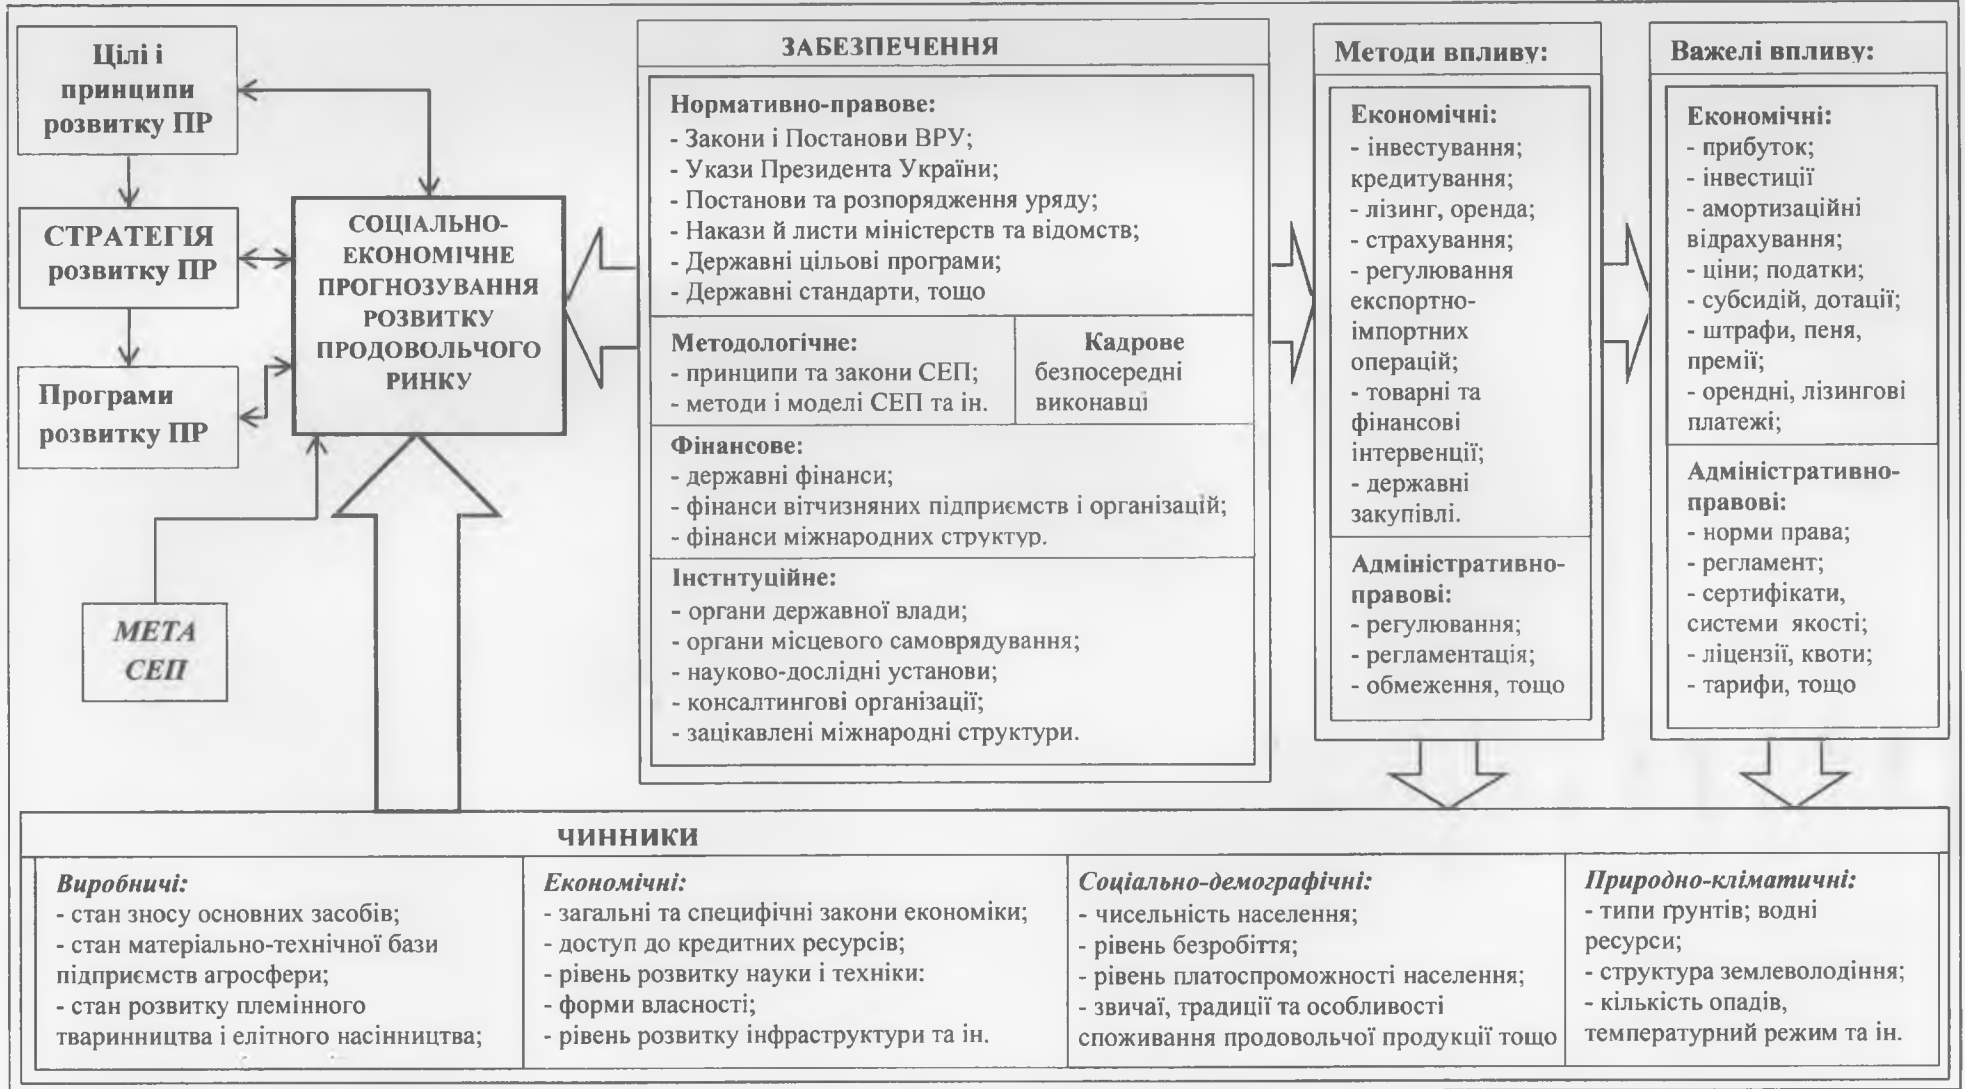 Цілі і
принципи
розвитку ПР
СТРАТЕГІЯ
розвитку ПР
Програми
розвитку ПР
МЕТА
СЕП
СОЦІАЛЬНО-
ЕКОНОМІЧНЕ
ПРОГНОЗУВАННЯ
РОЗВИТКУ
ПРОДОВОЛЬЧОГО
РИНКУ
ЗАБЕЗПЕЧЕННЯ
Нормативно-правове:
- Закони і Постанови ВРУ;
- Укази Президента України;
- Постанови та розпорядження уряду;
- Накази й листи міністерств та відомств;
- Державні цільові програми;
- Державні стандарти, тощо
Методологічне:
- принципи та закони СЕП;
- методи і моделі СЕП та ін.
Кадрове
безпосередні
виконавці
Фінансове:
- державні фінанси;
- фінанси вітчизняних підприємств і організацій;
- фінанси міжнародних структур.
Інстнтуційне:
- органи державної влади;
- органи місцевого самоврядування;
- науково-дослідні установи;
- консалтингові організації;
- зацікавлені міжнародні структури.
Методи впливу:
Економічні:
- інвестування;
кредитування;
- лізинг, оренда;
- страхування;
- регулювання
експортно-
імпортних
операцій;
- товарні та
фінансові
інтервенції;
- державні
закупівлі.
Адміністративно-
правові:
- регулювання;
- регламентація;
- обмеження, тощо
Важелі впливу:
Економічні:
- прибуток;
- інвестиції
- амортизаційні
відрахування;
- ціни; податки;
- субсидій, дотації;
- штрафи, пеня,
премії;
- орендні, лізингові
платежі;
Адміністративно-
правові:
- норми права;
- регламент;
- сертифікати,
системи якості;
- ліцензії, квоти;
- тарифи, тощо
ЧИННИКИ
Виробничі:
- стан зносу основних засобів;
- стан матеріально-технічної бази
підприємств агросфери;
- стан розвитку племінного
тваринництва і елітного насінництва;
Економічні:
- загальні та специфічні закони економіки;
- доступ до кредитних ресурсів;
- рівень розвитку науки і техніки:
- форми власності;
- рівень розвитку інфраструктури та ін.
Соціально-демографічні:
- чисельність населення;
- рівень безробіття;
- рівень платоспроможності населення;
- звичаї, традиції та особливості
споживання продовольчої продукції тощо
Природно-кліматичні:
- типи ґрунтів; водні
ресурси;
- структура землеволодіння;
- кількість опадів,
температурний режим та ін.